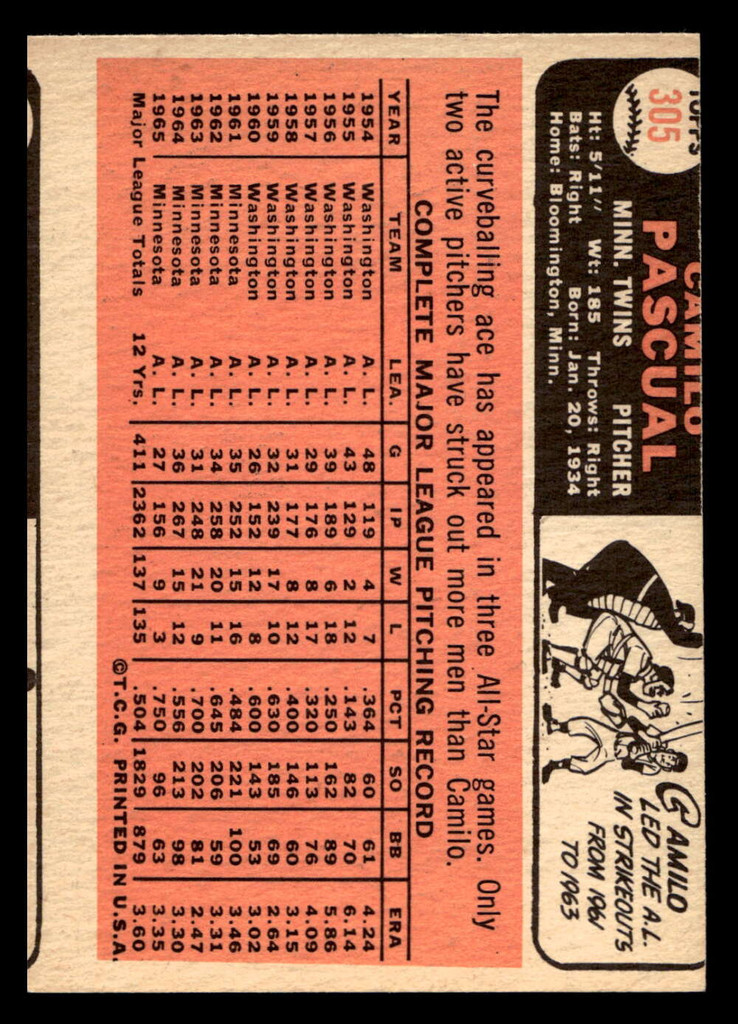 TOPPS
305
CAMILO
PASCUAL
MINN. TWINS PITCHER
Ht: 5'11" Wt: 185 Throws: Right
Bats: Right Born: Jan. 20, 1934
Home: Bloomington, Minn.
CAMILO
LED THE A.L.
IN STRIKEOUTS
FROM 1961
TO 1963
The curveballing ace has appeared in three All-Star games. Only
two active pitchers have struck out more men than Camilo.
COMPLETE MAJOR LEAGUE PITCHING RECORD
YEAR TEAM LEA G IP W L PCT SO BB ERA
1954 Washington A. L. 48 119 4 7 .364 60 61 4.24
1955 Washington A. L. 43 129 2 12 .143 82 70 6.14
1956 Washington A. L. 39 189 6 18 .250 162 89 5.86
1957 Washington A. L. 29 176 8 17 .320 113 76 4.09
1958 Washington A. L. 31 177 8 12 .400 146 60 3.15
1959 Washington A. L. 32 239 17 10 .630 185 69 2.64
1960 Washington A. L. 26 152 12 8 .600 143 53 3.02
1961 Minnesota A. L. 35 252 15 16 .484 221 100 3.46
1962 Minnesota A. L. 34 258 20 11 .645 206 59 3.31
1963 Minnesota A. L. 31 248 21 9 .700 202 81 2.47
1964 Minnesota A. L. 36 267 15 12 .556 213 98 3.30
1965 Minnesota A. L. 27 156 9 3 .750 96 63 3.35
Major League Totals 12 Yrs. 411 2362 137 135 .504 1829 879 3.60
©T.C.G. PRINTED IN U.S.A.